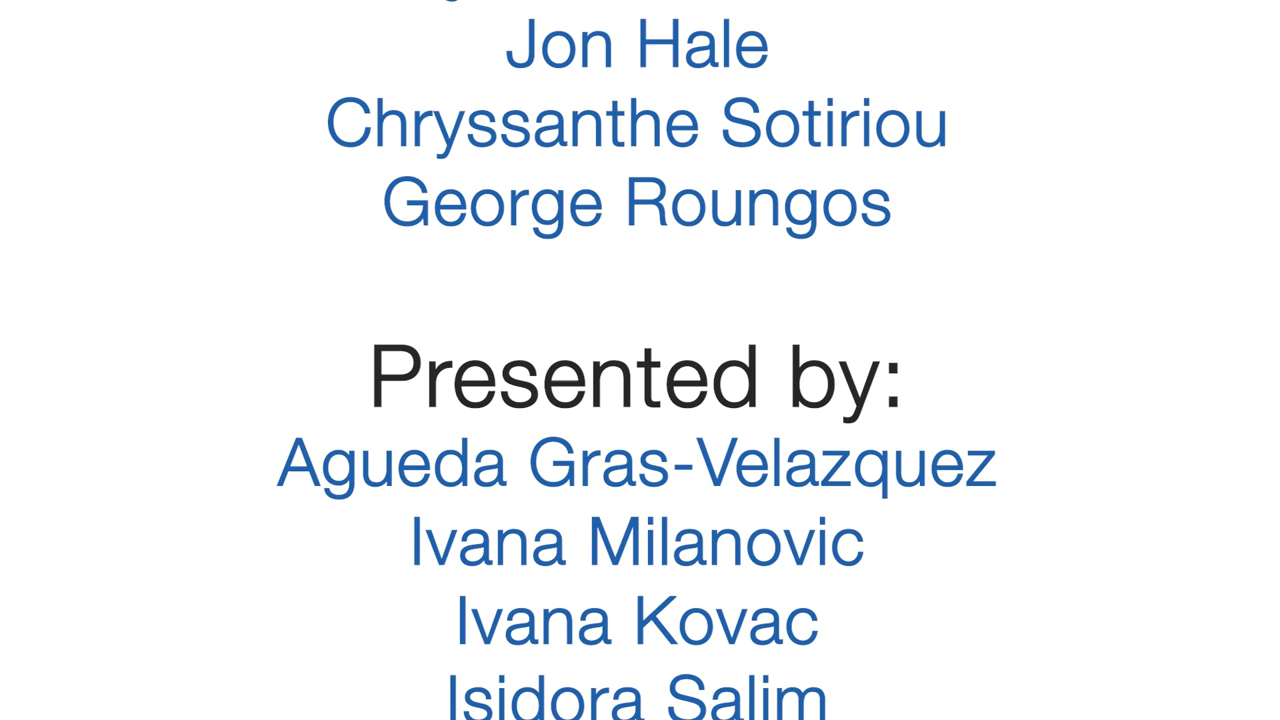 Jon Hale
Chryssanthe Sotiriou
George Roungos
Presented by:
Agueda Gras-Velazquez
Ivana Milanovic
Ivana Kovac
Isidora Salim